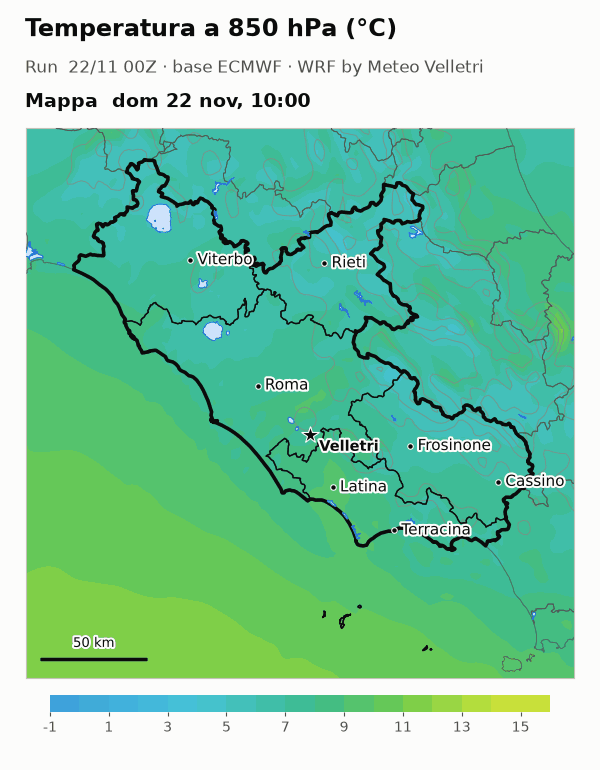 Temperatura a 850 hPa (°C)
Run  22/11 00Z · base ECMWF · WRF by Meteo Velletri
Mappa  dom 22 nov, 10:00
Viterbo
Rieti
Roma
Velletri
Frosinone
Cassino
Latina
Terracina
50 km
-1 1 3 5 7 9 11 13 15